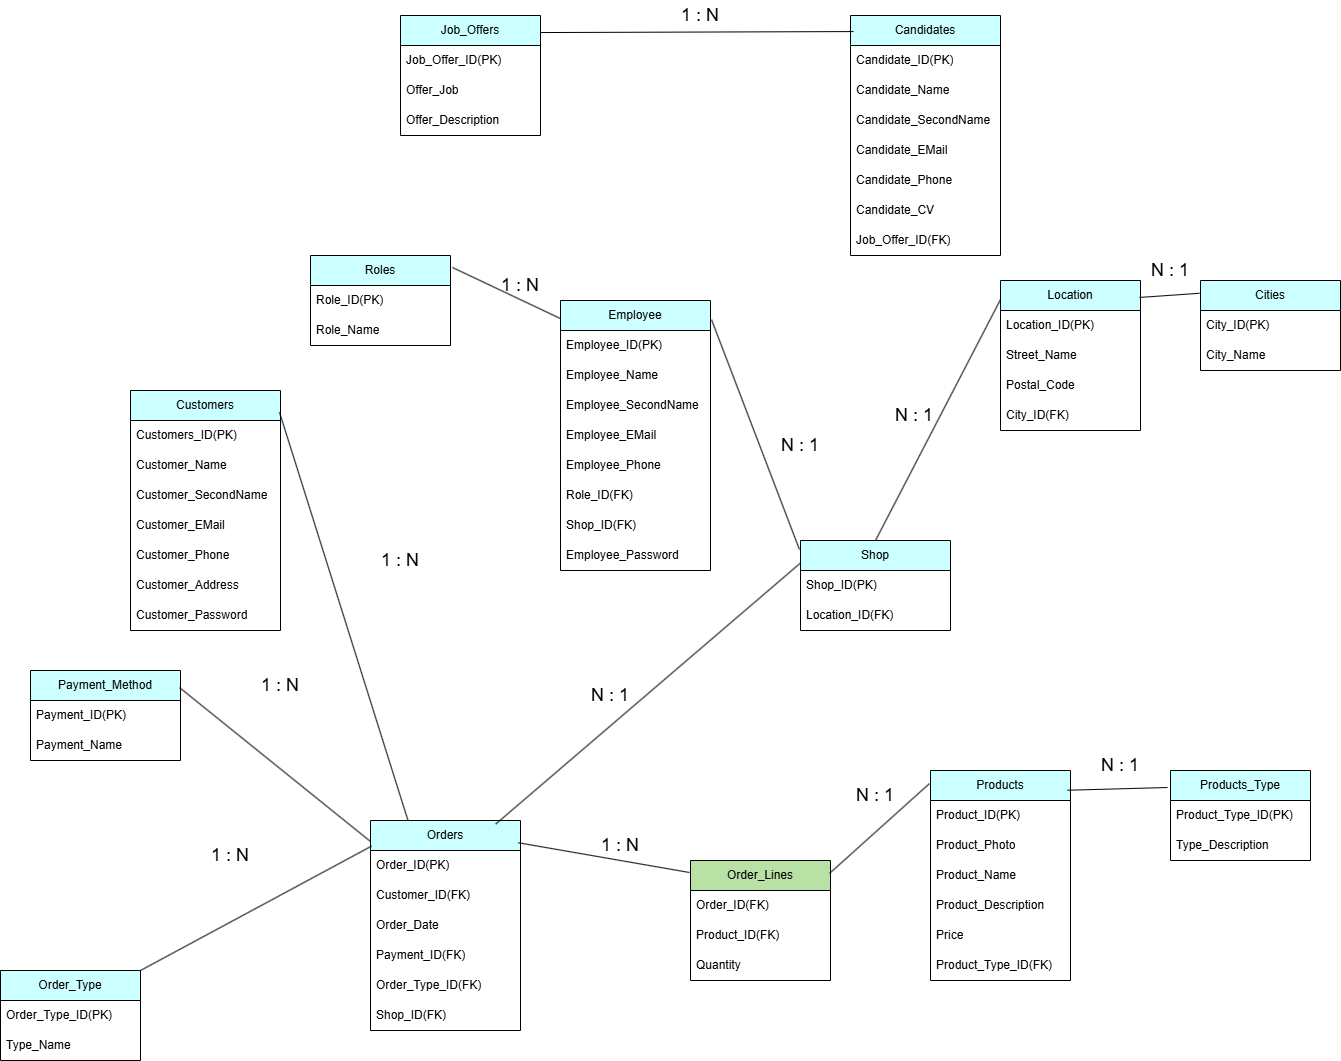 1 : N
Job_Offers
Job_Offer_ID(PK)
Offer_Job
Offer_Description
Candidates
Candidate_ID(PK)
Candidate_Name
Candidate_SecondName
Candidate_EMail
Candidate_Phone
Candidate_CV
Job_Offer_ID(FK)
Roles
Role_ID(PK)
Role_Name
1 : N
Employee
Employee_ID(PK)
Employee_Name
Employee_SecondName
Employee_EMail
Employee_Phone
Role_ID(FK)
Shop_ID(FK)
Employee_Password
N : 1
Location
Location_ID(PK)
Street_Name
Postal_Code
City_ID(FK)
N : 1
Cities
City_ID(PK)
City_Name
N : 1
Customers
Customers_ID(PK)
Customer_Name
Customer_SecondName
Customer_EMail
Customer_Phone
Customer_Address
Customer_Password
1 : N
Shop
Shop_ID(PK)
Location_ID(FK)
Payment_Method
Payment_ID(PK)
Payment_Name
1 : N
N : 1
1 : N
Orders
Order_ID(PK)
Customer_ID(FK)
Order_Date
Payment_ID(FK)
Order_Type_ID(FK)
Shop_ID(FK)
1 : N
Order_Lines
Order_ID(FK)
Product_ID(FK)
Quantity
N : 1
Products
Product_ID(PK)
Product_Photo
Product_Name
Product_Description
Price
Product_Type_ID(FK)
N : 1
Products_Type
Product_Type_ID(PK)
Type_Description
Order_Type
Order_Type_ID(PK)
Type_Name